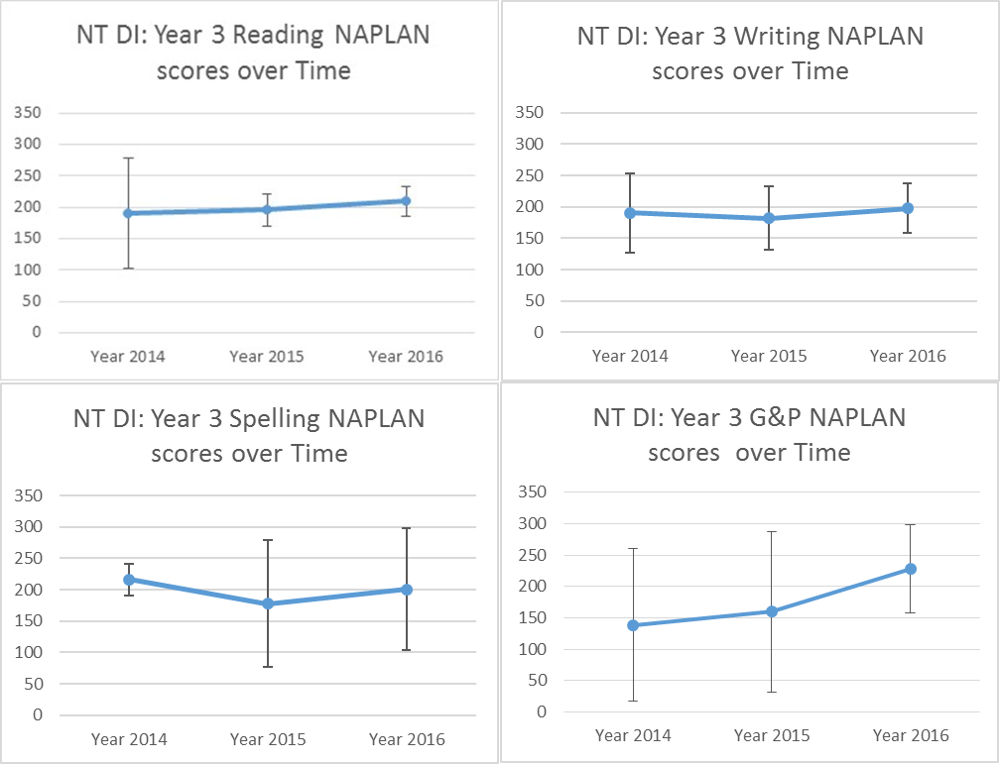 NT DI: Year 3 Reading NAPLAN
scores over Time
350
300
250
200
150
100
50
0
Year 2014 Year 2015 Year 2016
NT DI: Year 3 Writing NAPLAN
scores over Time
350
300
250
200
150
100
50
0
Year 2014 Year 2015 Year 2016
NT DI: Year 3 Spelling NAPLAN
scores over Time
350
300
250
200
150
100
50
0
Year 2014 Year 2015 Year 2016
NT DI: Year 3 G&P NAPLAN
scores over Time
350
300
250
200
150
100
50
0
Year 2014 Year 2015 Year 2016